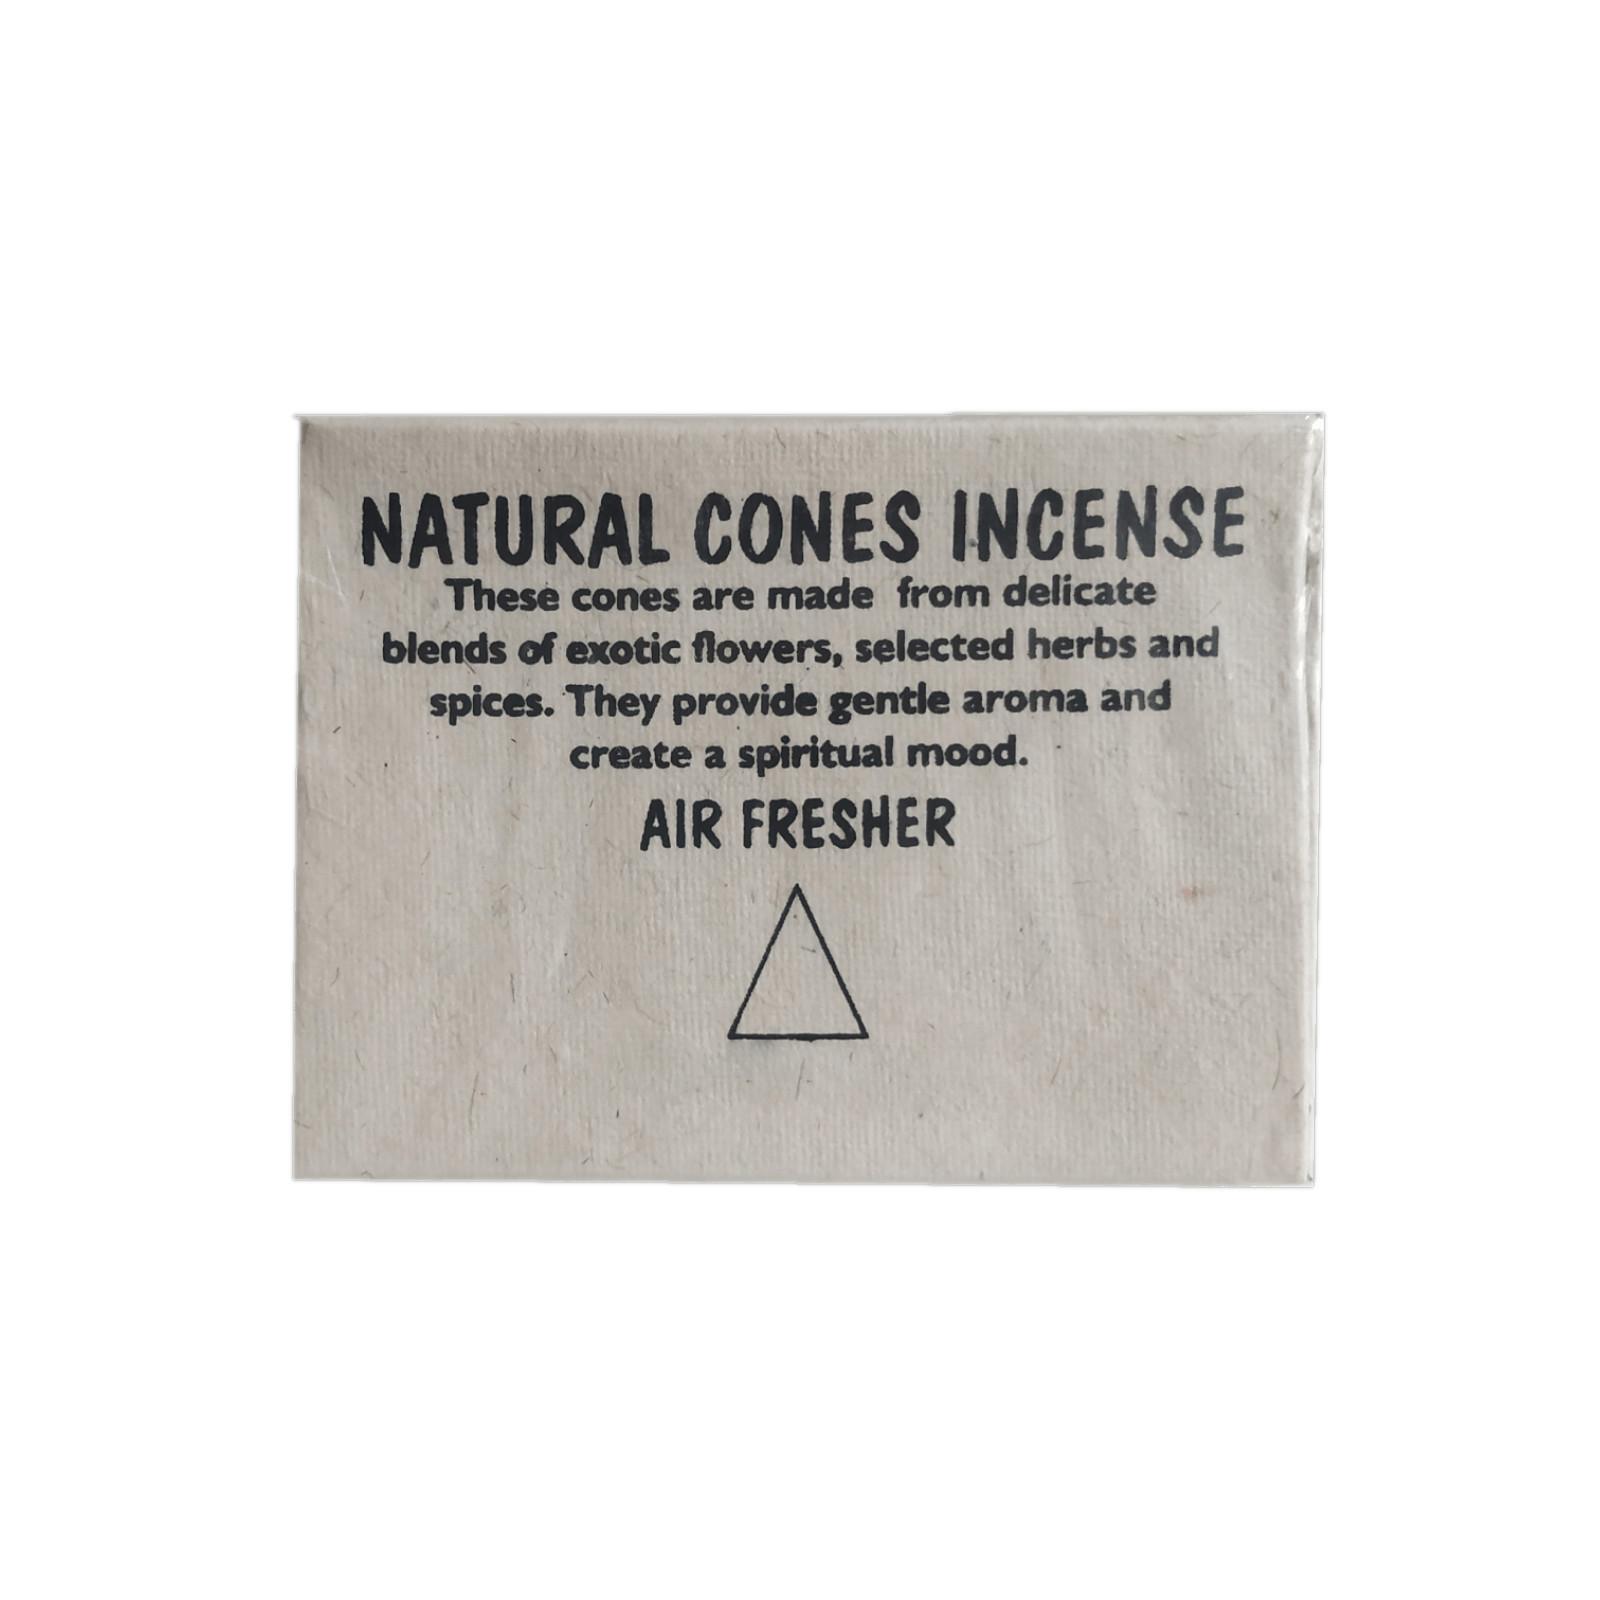 NATURAL CONES INCENSE
These cones are made from delicate
blends of exotic flowers, selected herbs and
spices. They provide gentle aroma and
create a spiritual mood.
AIR FRESHER